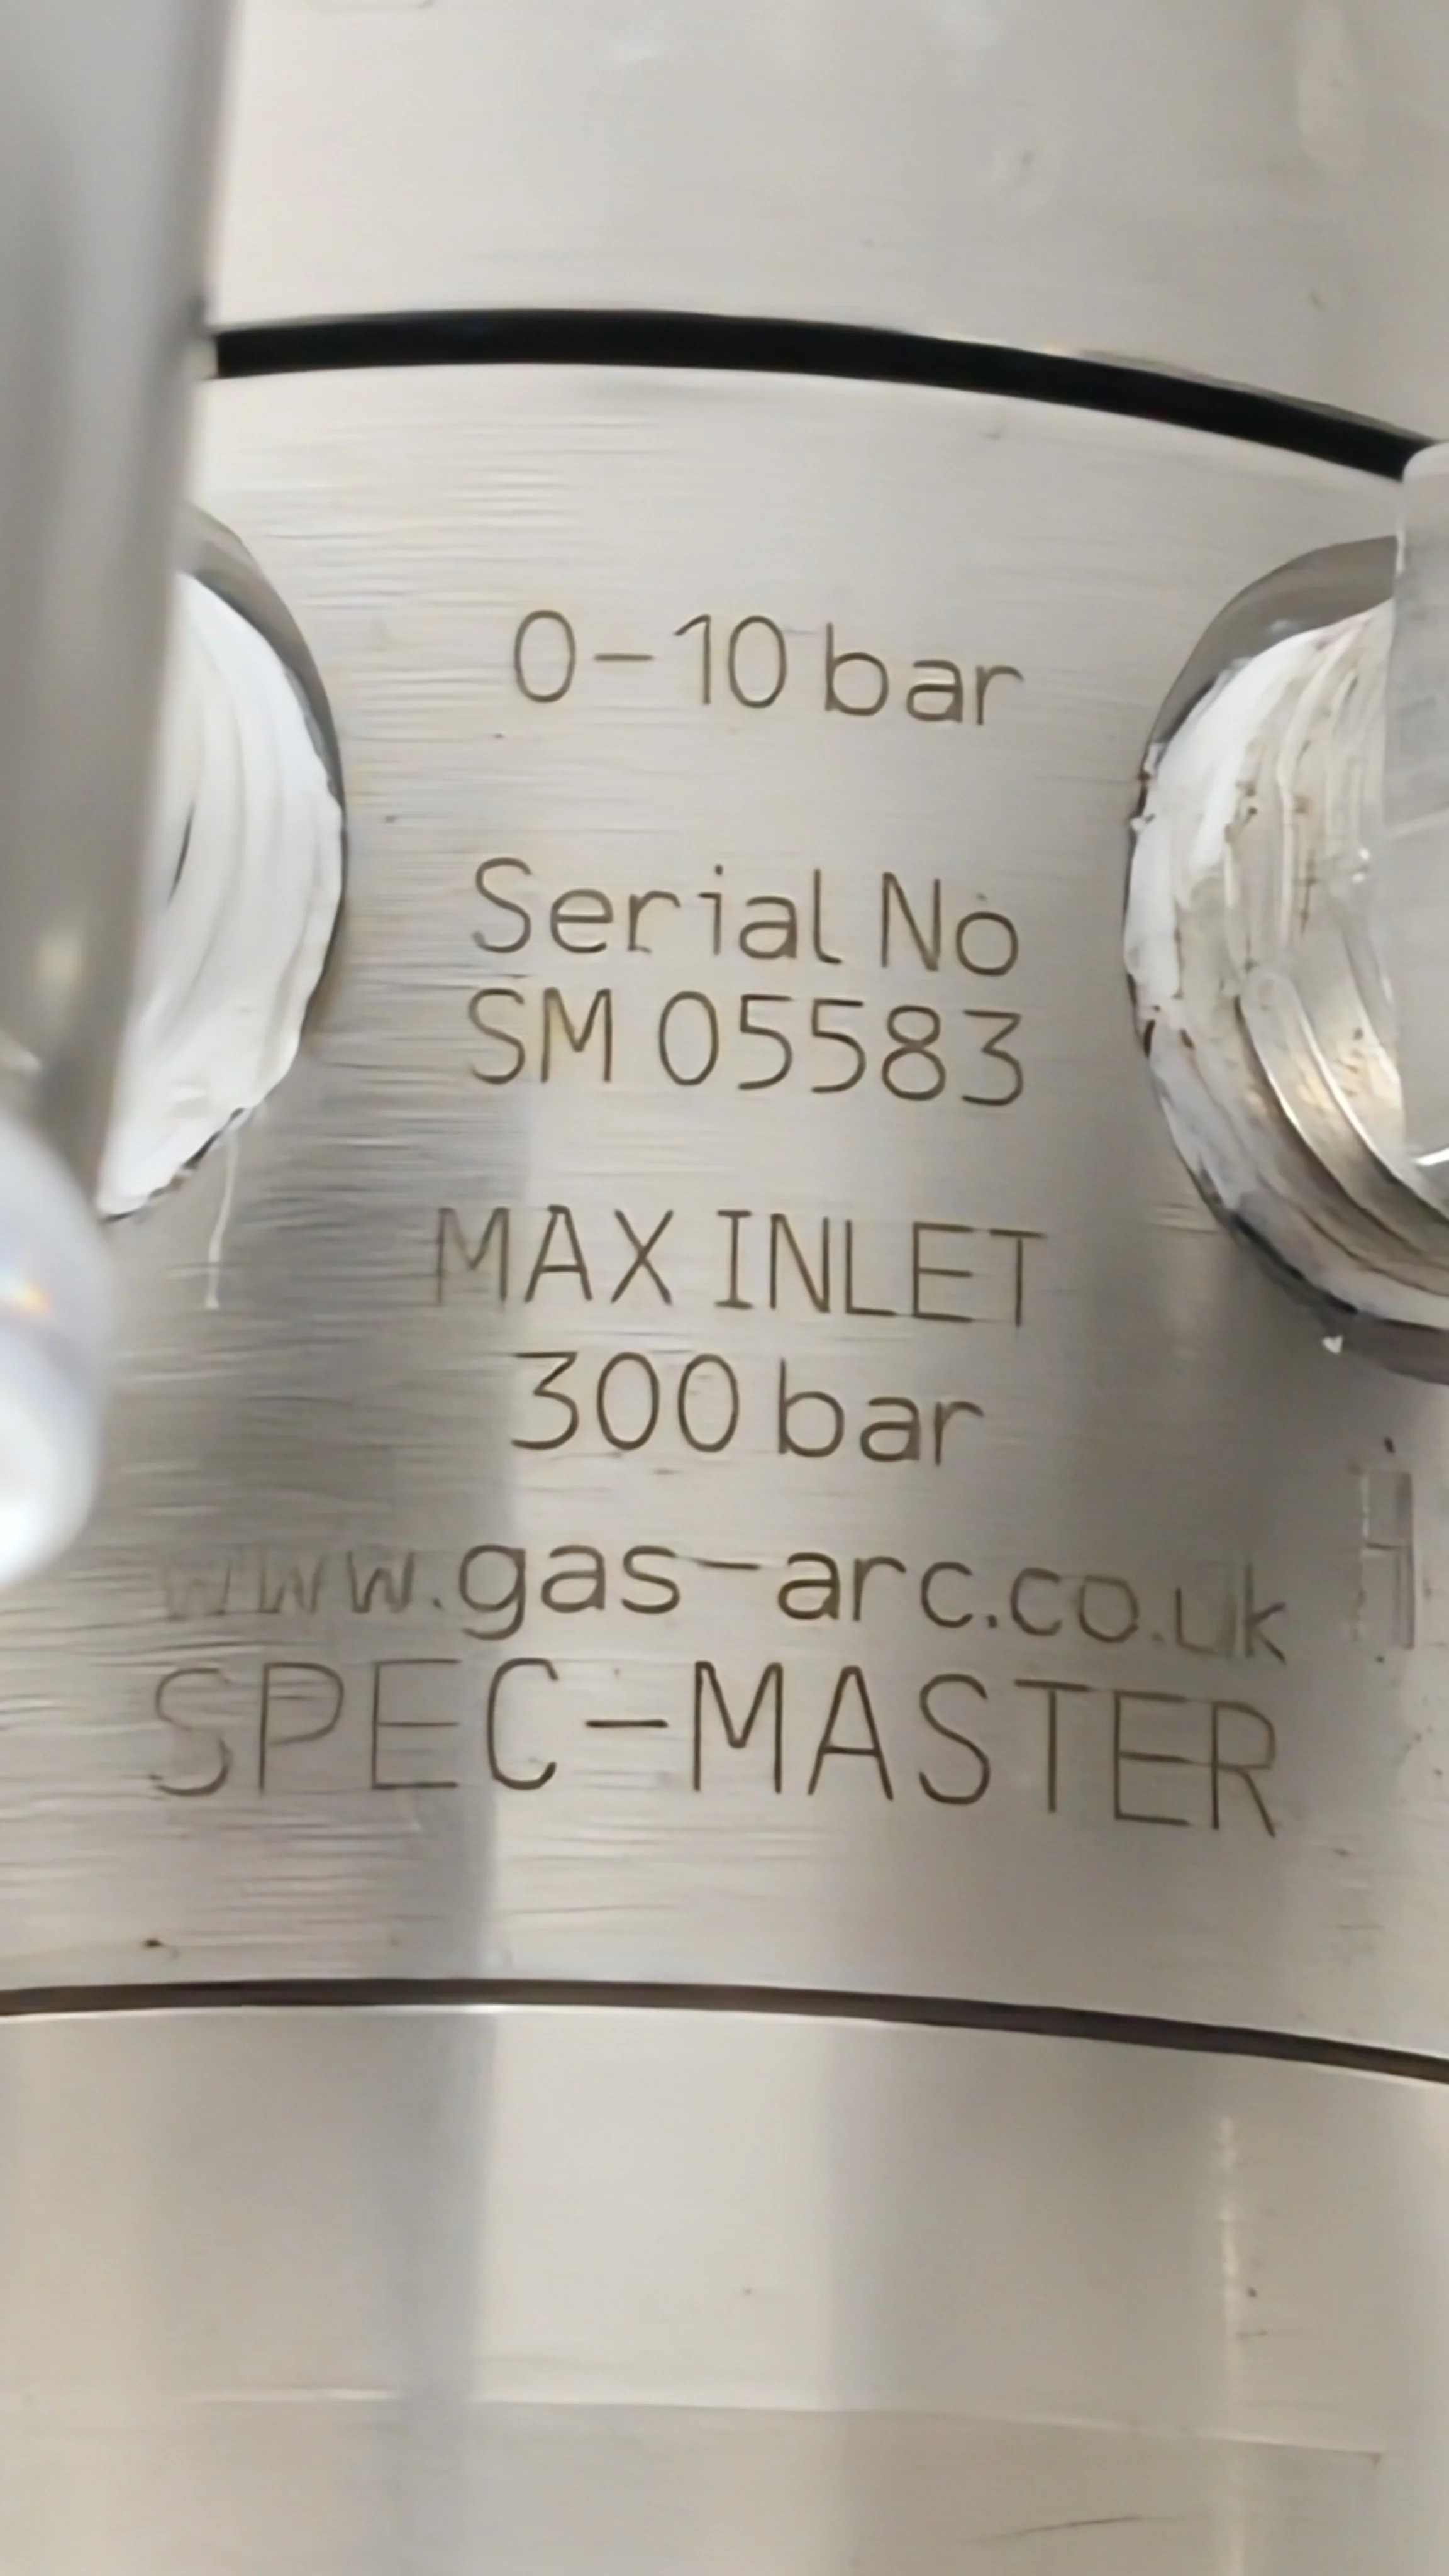 0-10 bar
Serial No
SM 05583
MAX INLET
300 bar
www.gas-arc.co.uk
SPEC-MASTER